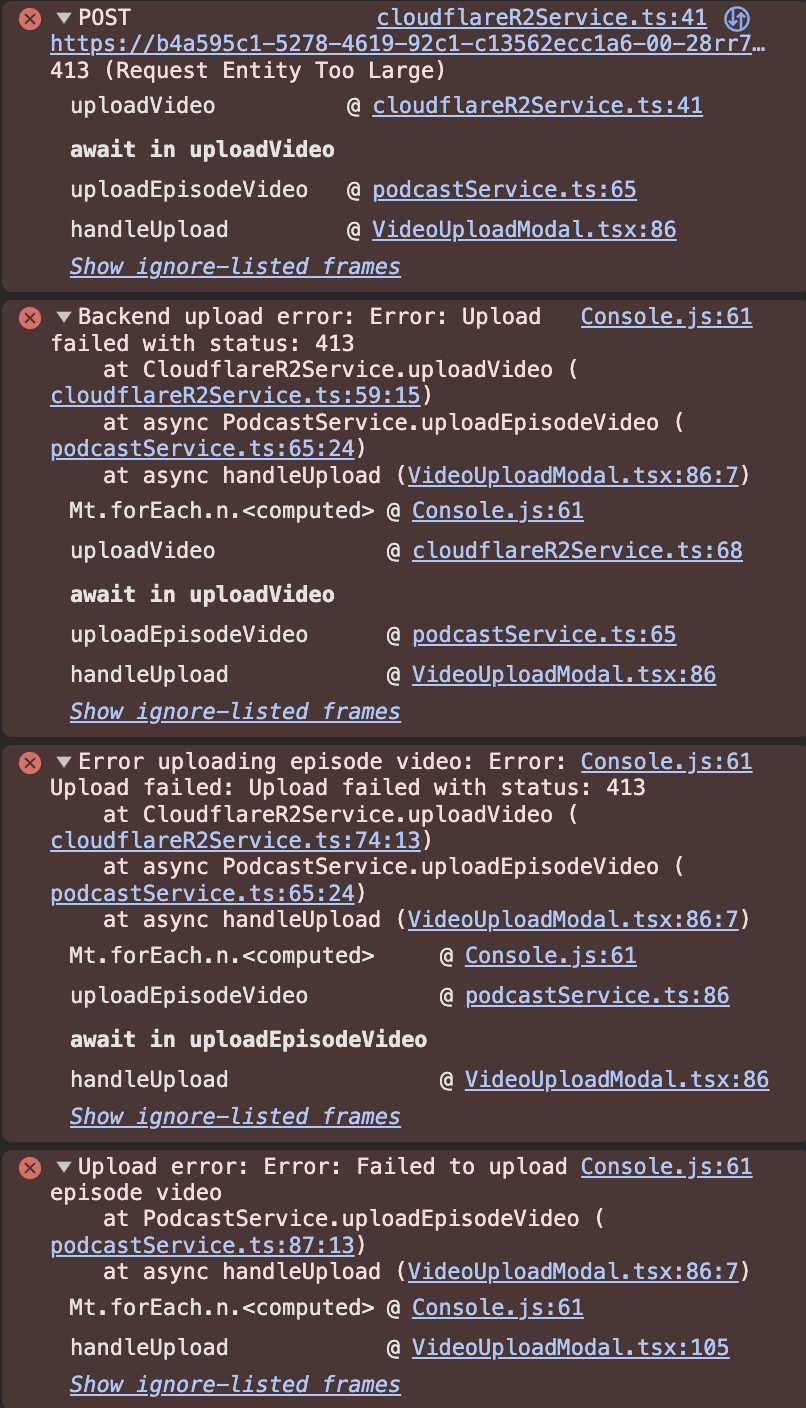 POST cloudflareR2Service.ts:41
https://b4a595c1-5278-4619-92c1-c13562ecc1a6-00-28rr7…
413 (Request Entity Too Large)
uploadVideo @ cloudflareR2Service.ts:41
await in uploadVideo
uploadEpisodeVideo @ podcastService.ts:65
handleUpload @ VideoUploadModal.tsx:86
Show ignore-listed frames
Backend upload error: Error: Upload Console.js:61
failed with status: 413
at CloudflareR2Service.uploadVideo (
cloudflareR2Service.ts:59:15)
at async PodcastService.uploadEpisodeVideo (
podcastService.ts:65:24)
at async handleUpload (VideoUploadModal.tsx:86:7)
Mt.forEach.n.<computed> @ Console.js:61
uploadVideo @ cloudflareR2Service.ts:68
await in uploadVideo
uploadEpisodeVideo @ podcastService.ts:65
handleUpload @ VideoUploadModal.tsx:86
Show ignore-listed frames
Error uploading episode video: Error: Console.js:61
Upload failed: Upload failed with status: 413
at CloudflareR2Service.uploadVideo (
cloudflareR2Service.ts:74:13)
at async PodcastService.uploadEpisodeVideo (
podcastService.ts:65:24)
at async handleUpload (VideoUploadModal.tsx:86:7)
Mt.forEach.n.<computed> @ Console.js:61
uploadEpisodeVideo @ podcastService.ts:86
await in uploadEpisodeVideo
handleUpload @ VideoUploadModal.tsx:86
Show ignore-listed frames
Upload error: Error: Failed to upload Console.js:61
episode video
at PodcastService.uploadEpisodeVideo (
podcastService.ts:87:13)
at async handleUpload (VideoUploadModal.tsx:86:7)
Mt.forEach.n.<computed> @ Console.js:61
handleUpload @ VideoUploadModal.tsx:105
Show ignore-listed frames